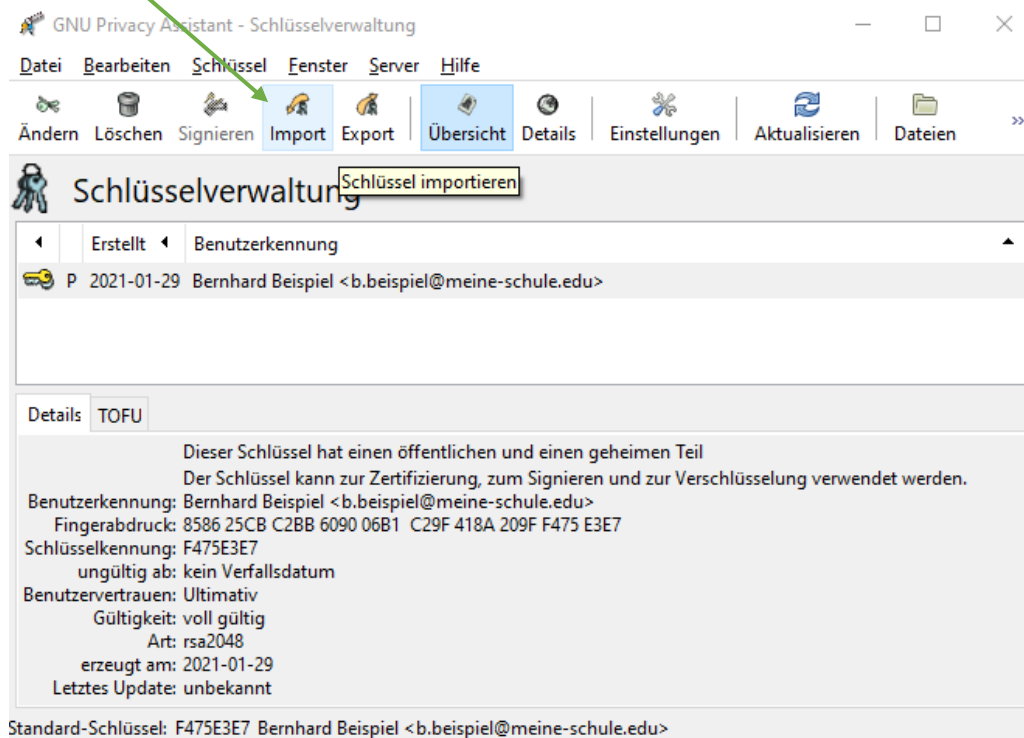 GNU Privacy Assistant - Schlüsselverwaltung
Datei Bearbeiten Schlüssel Fenster Server Hilfe
Ändern Löschen Signieren Import Export Übersicht Details Einstellungen Aktualisieren Dateien »
Schlüsselverwaltung
Schlüssel importieren
Erstellt Benutzerkennung
P 2021-01-29 Bernhard Beispiel <b.beispiel@meine-schule.edu>
Details TOFU
Dieser Schlüssel hat einen öffentlichen und einen geheimen Teil
Der Schlüssel kann zur Zertifizierung, zum Signieren und zur Verschlüsselung verwendet werden.
Benutzerkennung: Bernhard Beispiel <b.beispiel@meine-schule.edu>
Fingerabdruck: 8586 25CB C2BB 6090 06B1 C29F 418A 209F F475 E3E7
Schlüsselkennung: F475E3E7
ungültig ab: kein Verfallsdatum
Benutzervertrauen: Ultimativ
Gültigkeit: voll gültig
Art: rsa2048
erzeugt am: 2021-01-29
Letztes Update: unbekannt
Standard-Schlüssel: F475E3E7 Bernhard Beispiel <b.beispiel@meine-schule.edu>